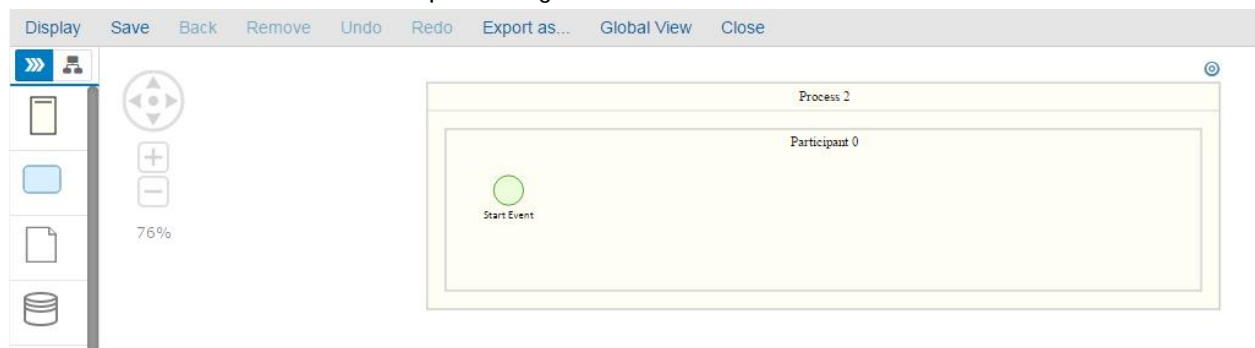 Display Save Back Remove Undo Redo Export as... Global View Close
Process 2
Participant 0
Start Event
76%